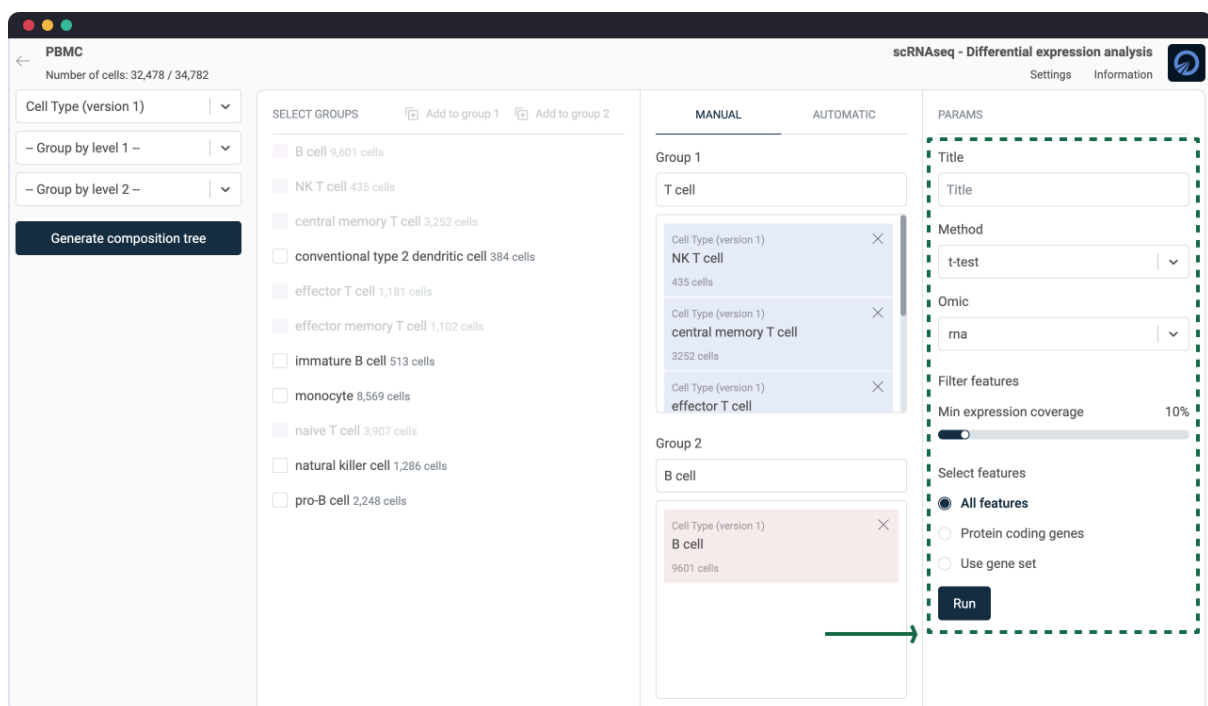 PBMC
Number of cells: 32,478 / 34,782
scRNAseq - Differential expression analysis
Settings Information
Cell Type (version 1)
-- Group by level 1 --
-- Group by level 2 --
Generate composition tree
SELECT GROUPS Add to group 1 Add to group 2
B cell 9,601 cells
NK T cell 435 cells
central memory T cell 3,252 cells
conventional type 2 dendritic cell 384 cells
effector T cell 1,181 cells
effector memory T cell 1,102 cells
immature B cell 513 cells
monocyte 8,569 cells
naive T cell 3,907 cells
natural killer cell 1,286 cells
pro-B cell 2,248 cells
MANUAL AUTOMATIC
Group 1
T cell
Cell Type (version 1)
NK T cell
435 cells
Cell Type (version 1)
central memory T cell
3252 cells
Cell Type (version 1)
effector T cell
Group 2
B cell
Cell Type (version 1)
B cell
9601 cells
PARAMS
Title
Title
Method
t-test
Omic
rna
Filter features
Min expression coverage 10%
Select features
All features
Protein coding genes
Use gene set
Run